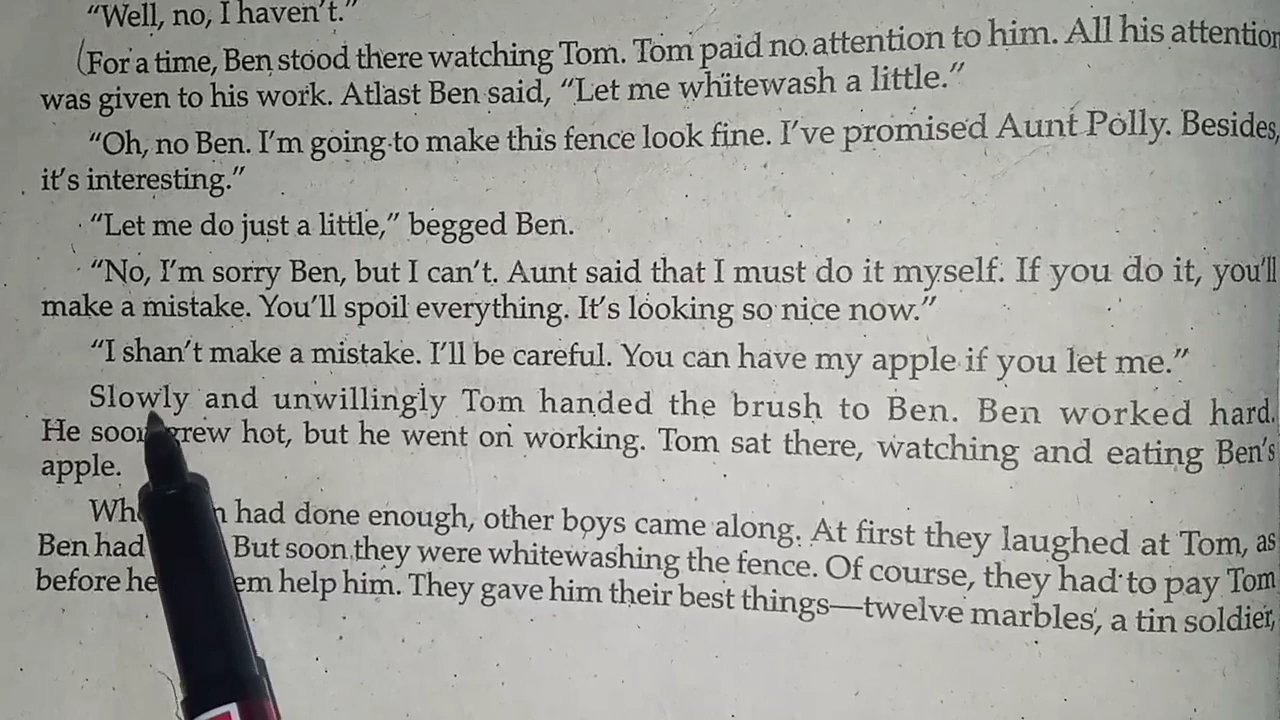 "Well, no, I haven't."
(For a time, Ben stood there watching Tom. Tom paid no attention to him. All his attention
was given to his work. Atlast Ben said, "Let me whitewash a little."
"Oh, no Ben. I'm going to make this fence look fine. I've promised Aunt Polly. Besides,
it's interesting."
"Let me do just a little," begged Ben.
"No, I'm sorry Ben, but I can't. Aunt said that I must do it myself. If you do it, you'll
make a mistake. You'll spoil everything. It's looking so nice now."
"I shan't make a mistake. I'll be careful. You can have my apple if you let me."
Slowly and unwillingly Tom handed the brush to Ben. Ben worked hard.
He soon grew hot, but he went on working. Tom sat there, watching and eating Ben's
apple.
had done enough, other boys came along. At first they laughed at Tom, as
Ben had But soon they were whitewashing the fence. Of course, they had to pay Tom
before he help him. They gave him their best things—twelve marbles, a tin soldier,